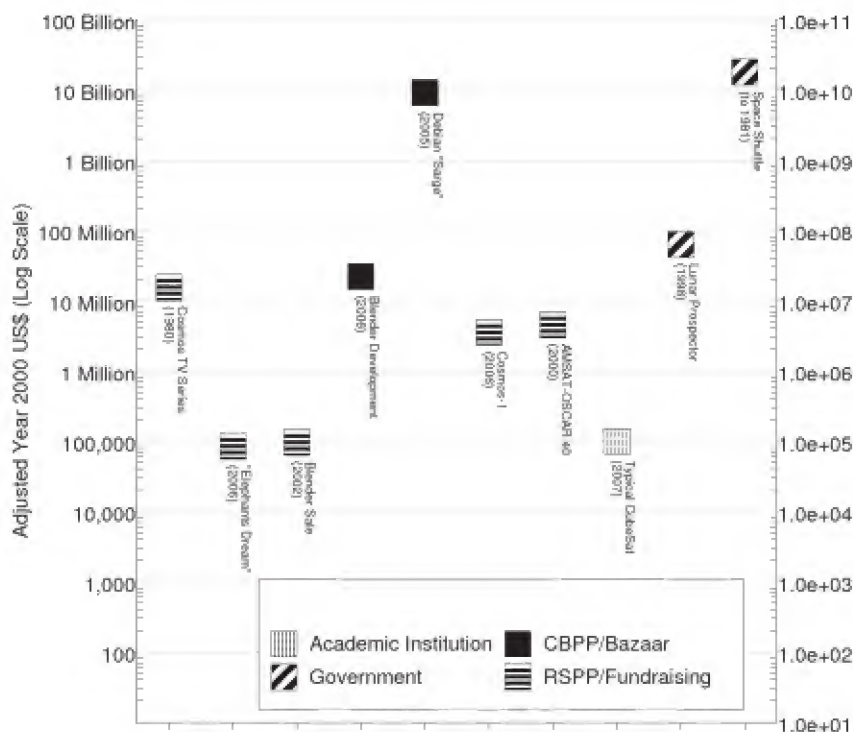 100 Billion
10 Billion
1 Billion
100 Million
10 Million
1 Million
100,000
10,000
1,000
100
Adjusted Year 2000 US$ (Log Scale)
1.0e+11
1.0e+10
1.0e+09
1.0e+08
1.0e+07
1.0e+06
1.0e+05
1.0e+04
1.0e+03
1.0e+02
1.0e+01
Cosmos TV Series
(1980)
"Elephants Dream"
(2006)
Blender Sale
(2002)
Blender Development
(2006)
Debian "Sarge"
(2005)
Cosmos-1
(2005)
AMSAT-OSCAR 40
(2000)
Typical CubeSat
(2007)
Lunar Prospector
(1998)
Space Shuttle
(to 1981)
Academic Institution
Government
CBPP/Bazaar
RSPP/Fundraising